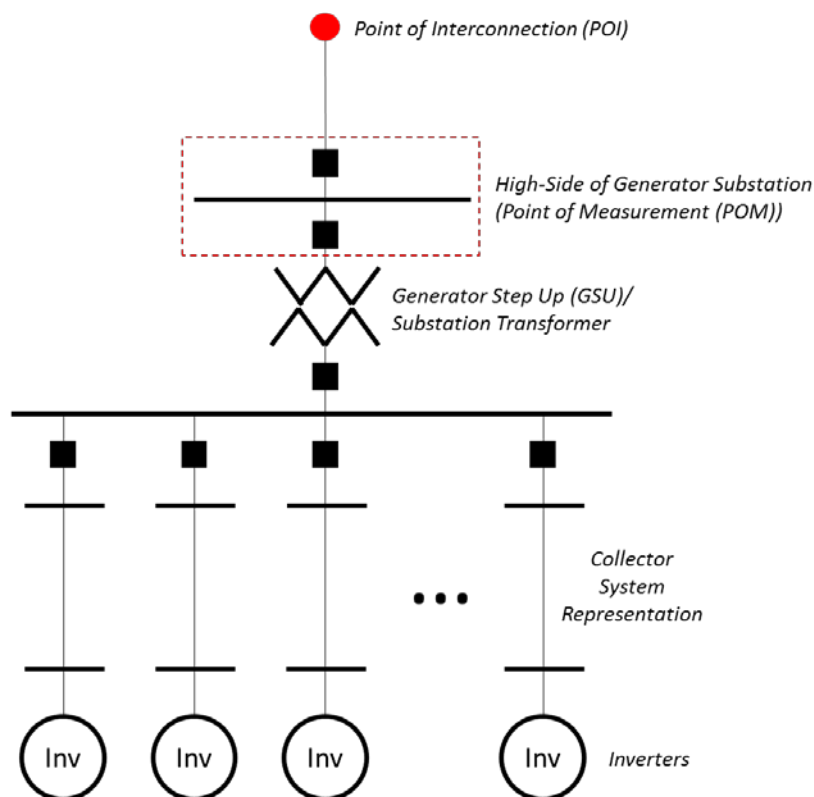 Point of Interconnection (POI)
High-Side of Generator Substation
(Point of Measurement (POM))
Generator Step Up (GSU)/
Substation Transformer
Collector
System
Representation
Inv
Inv
Inv
Inv
Inverters